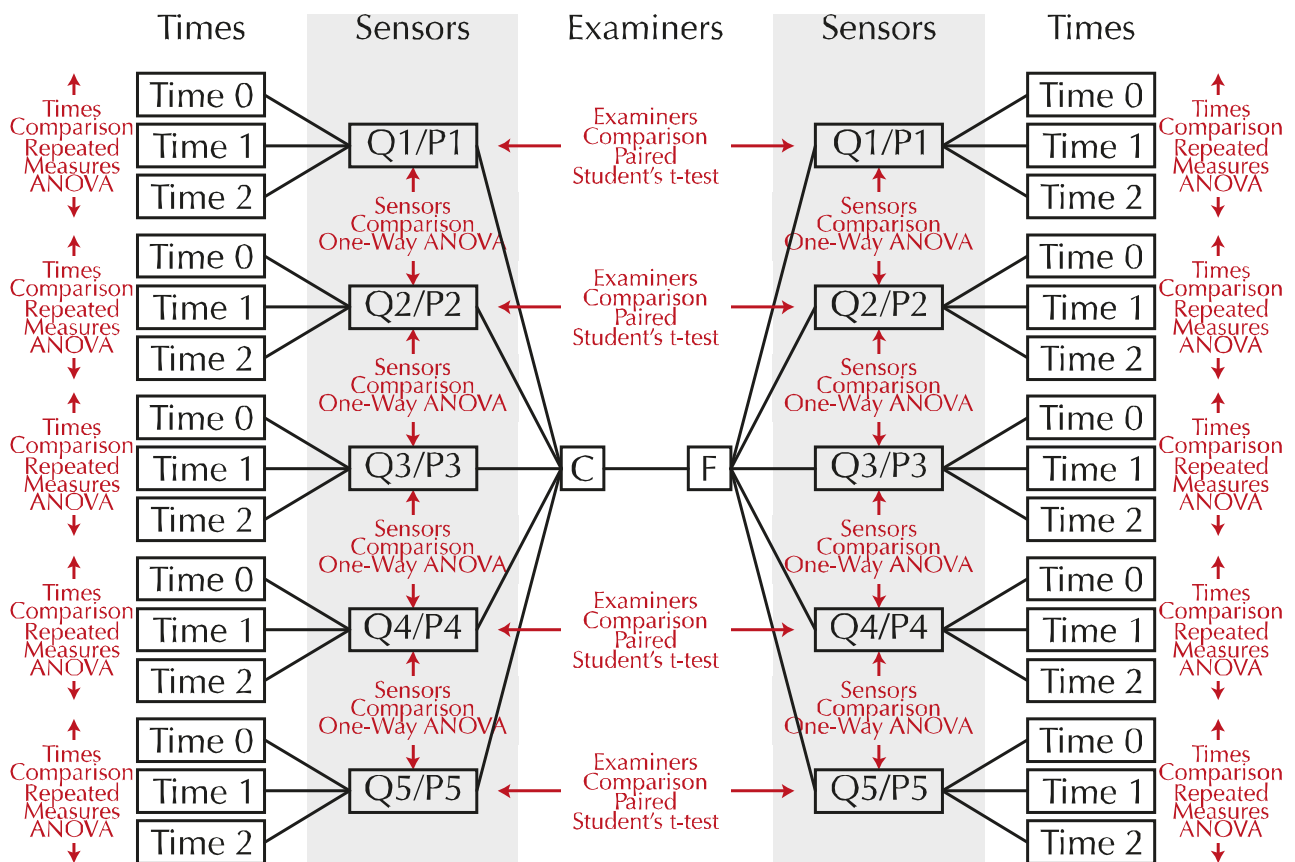 Times Sensors Examiners Sensors Times
Time 0 Time 0
Times
Comparison
Repeated
Measures
ANOVA
Examiners
Comparison
Paired
Student's t-test
Times
Comparison
Repeated
Measures
ANOVA
Time 1 Q1/P1 Q1/P1 Time 1
Time 2 Time 2
Sensors
Comparison
One-Way ANOVA
Sensors
Comparison
One-Way ANOVA
Time 0 Time 0
Times
Comparison
Repeated
Measures
ANOVA
Examiners
Comparison
Paired
Student's t-test
Times
Comparison
Repeated
Measures
ANOVA
Time 1 Q2/P2 Q2/P2 Time 1
Time 2 Time 2
Sensors
Comparison
One-Way ANOVA
Sensors
Comparison
One-Way ANOVA
Time 0 Time 0
Times
Comparison
Repeated
Measures
ANOVA
Times
Comparison
Repeated
Measures
ANOVA
Time 1 Q3/P3 C F Q3/P3 Time 1
Time 2 Time 2
Sensors
Comparison
One-Way ANOVA
Sensors
Comparison
One-Way ANOVA
Time 0 Time 0
Times
Comparison
Repeated
Measures
ANOVA
Examiners
Comparison
Paired
Student's t-test
Times
Comparison
Repeated
Measures
ANOVA
Time 1 Q4/P4 Q4/P4 Time 1
Time 2 Time 2
Sensors
Comparison
One-Way ANOVA
Sensors
Comparison
One-Way ANOVA
Time 0 Time 0
Times
Comparison
Repeated
Measures
ANOVA
Examiners
Comparison
Paired
Student's t-test
Times
Comparison
Repeated
Measures
ANOVA
Time 1 Q5/P5 Q5/P5 Time 1
Time 2 Time 2